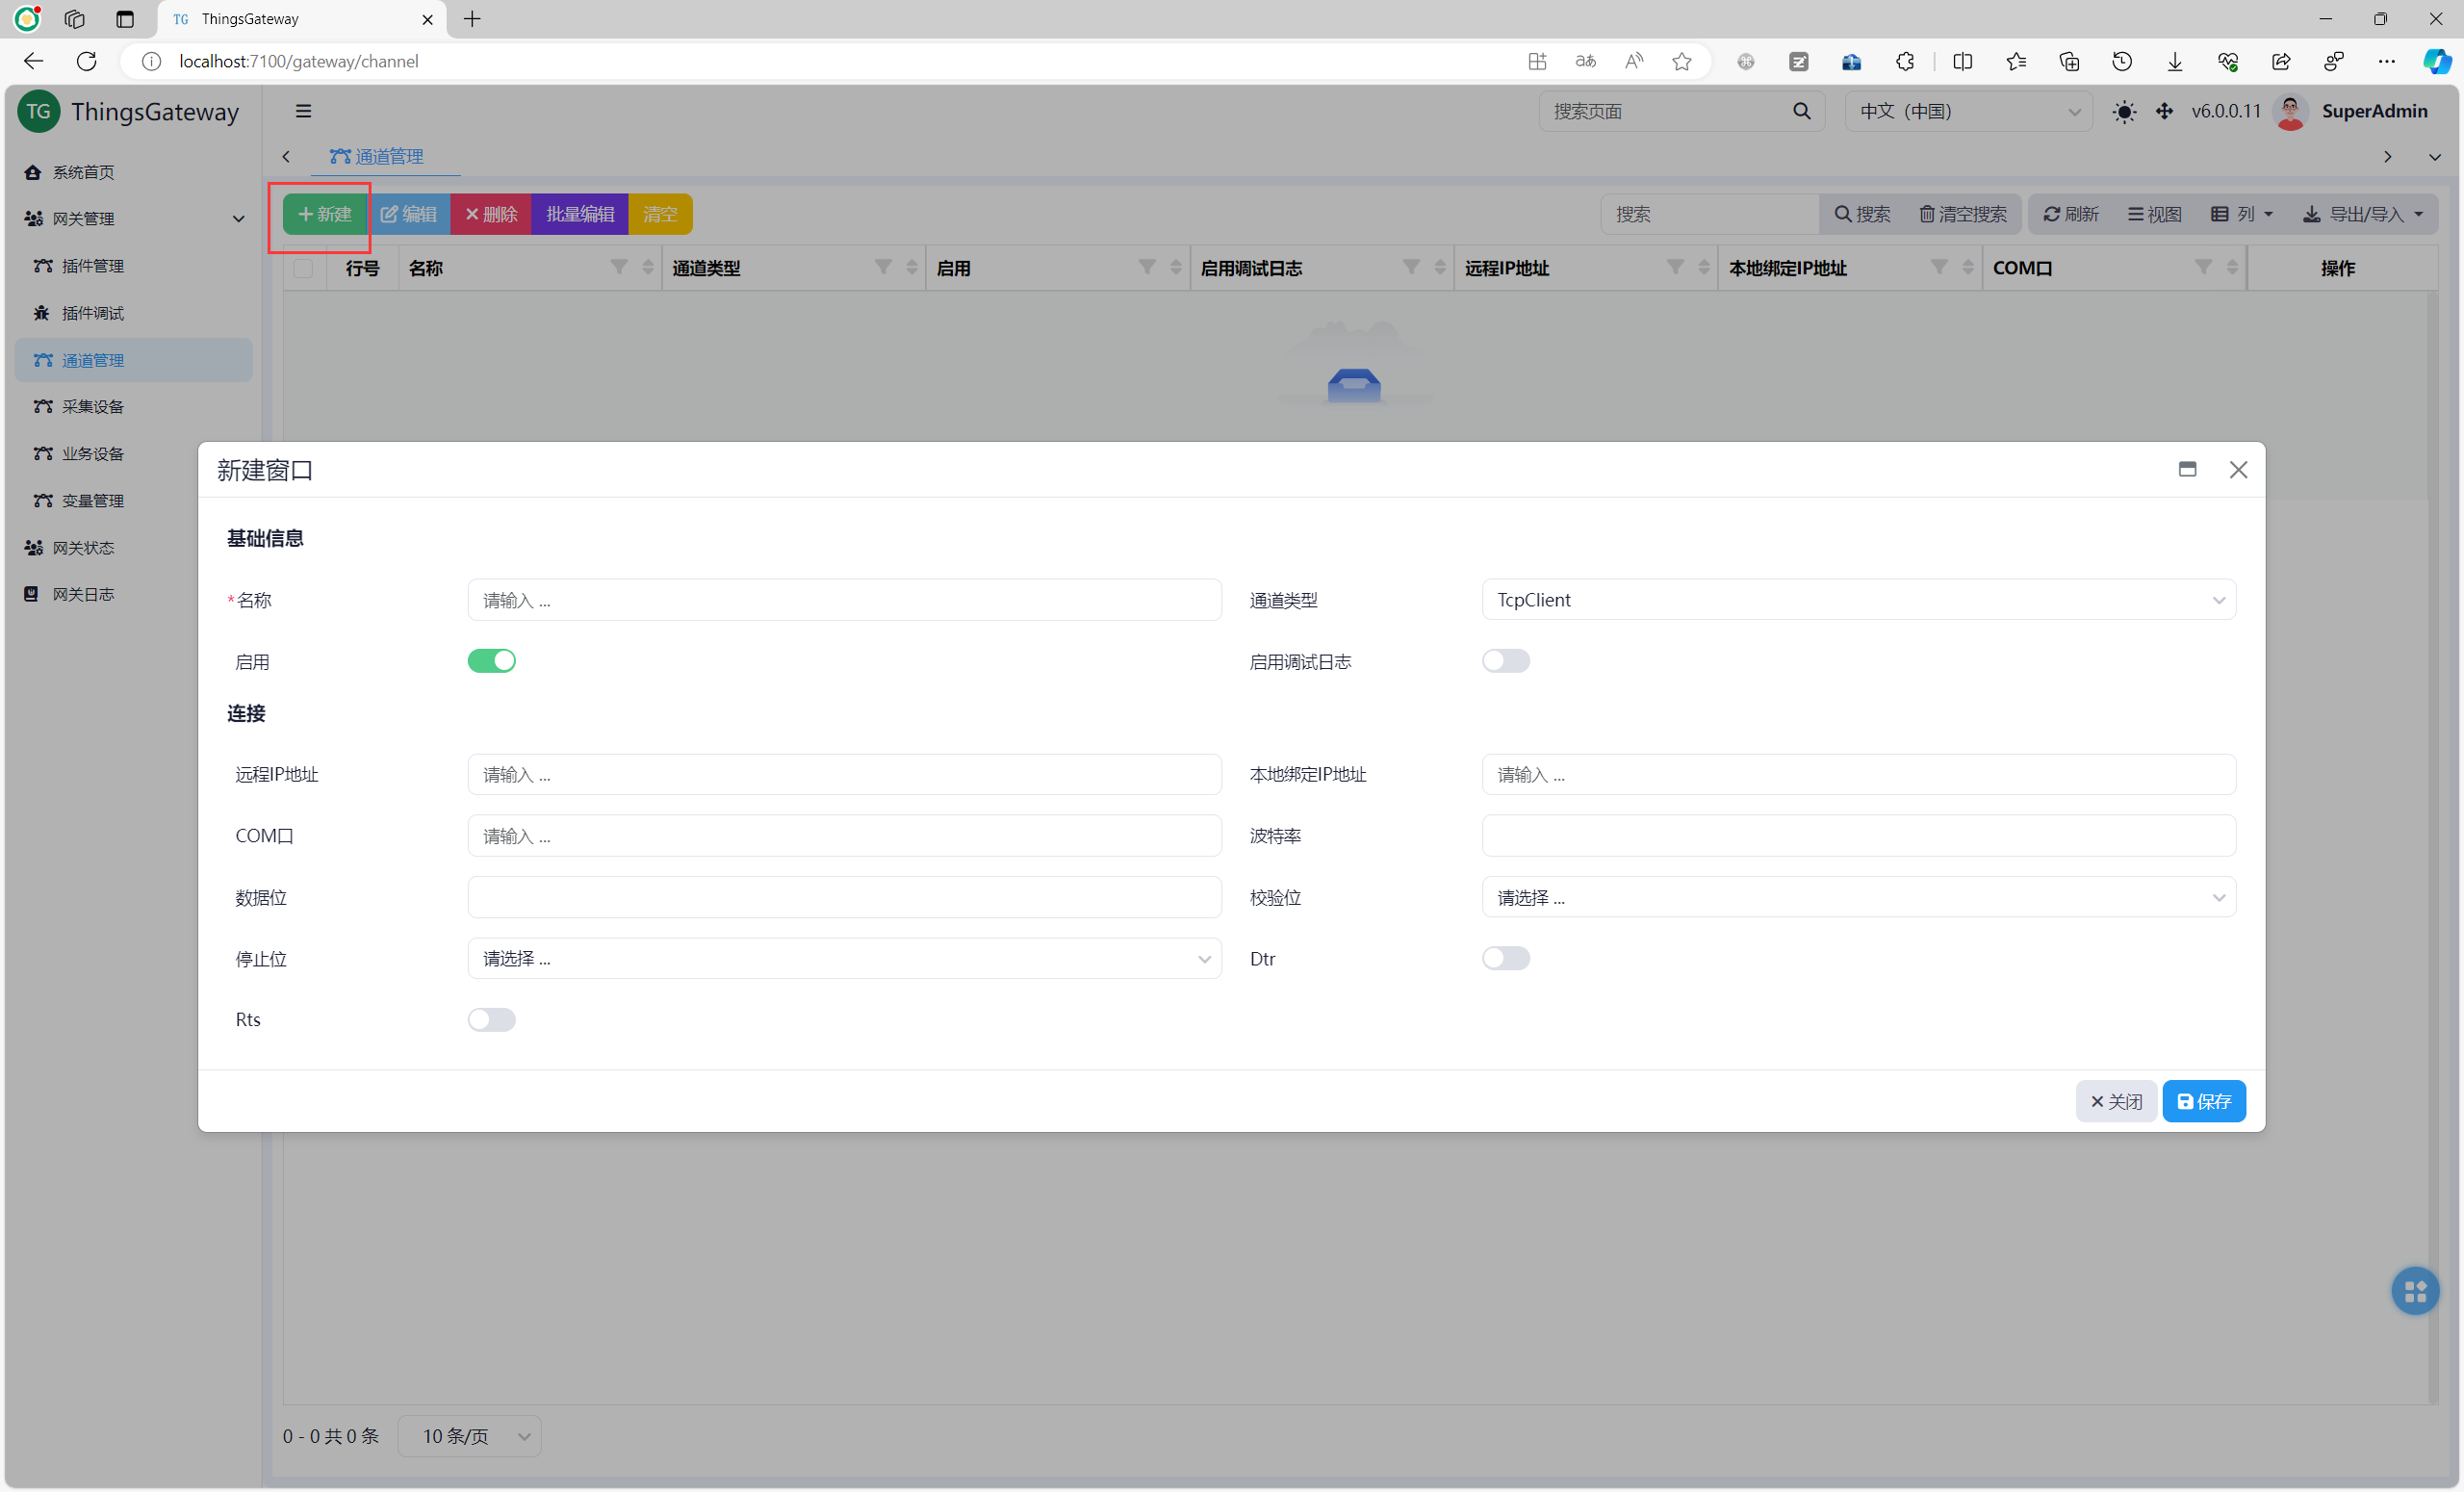 TG ThingsGateway
localhost:7100/gateway/channel
TG ThingsGateway
搜索页面
中文（中国）
v6.0.0.11
SuperAdmin
通道管理
系统首页
网关管理
插件管理
插件调试
通道管理
采集设备
业务设备
变量管理
网关状态
网关日志
新建 编辑 删除 批量编辑 清空
搜索 搜索 清空搜索 刷新 视图 列 导出/导入
行号 名称 通道类型 启用 启用调试日志 远程IP地址 本地绑定IP地址 COM口 操作
新建窗口
基础信息
*名称 请输入 ... 通道类型 TcpClient
启用 启用调试日志
连接
远程IP地址 请输入 ... 本地绑定IP地址 请输入 ...
COM口 请输入 ... 波特率
数据位 校验位 请选择 ...
停止位 请选择 ... Dtr
Rts
关闭 保存
0 - 0 共 0 条 10 条/页